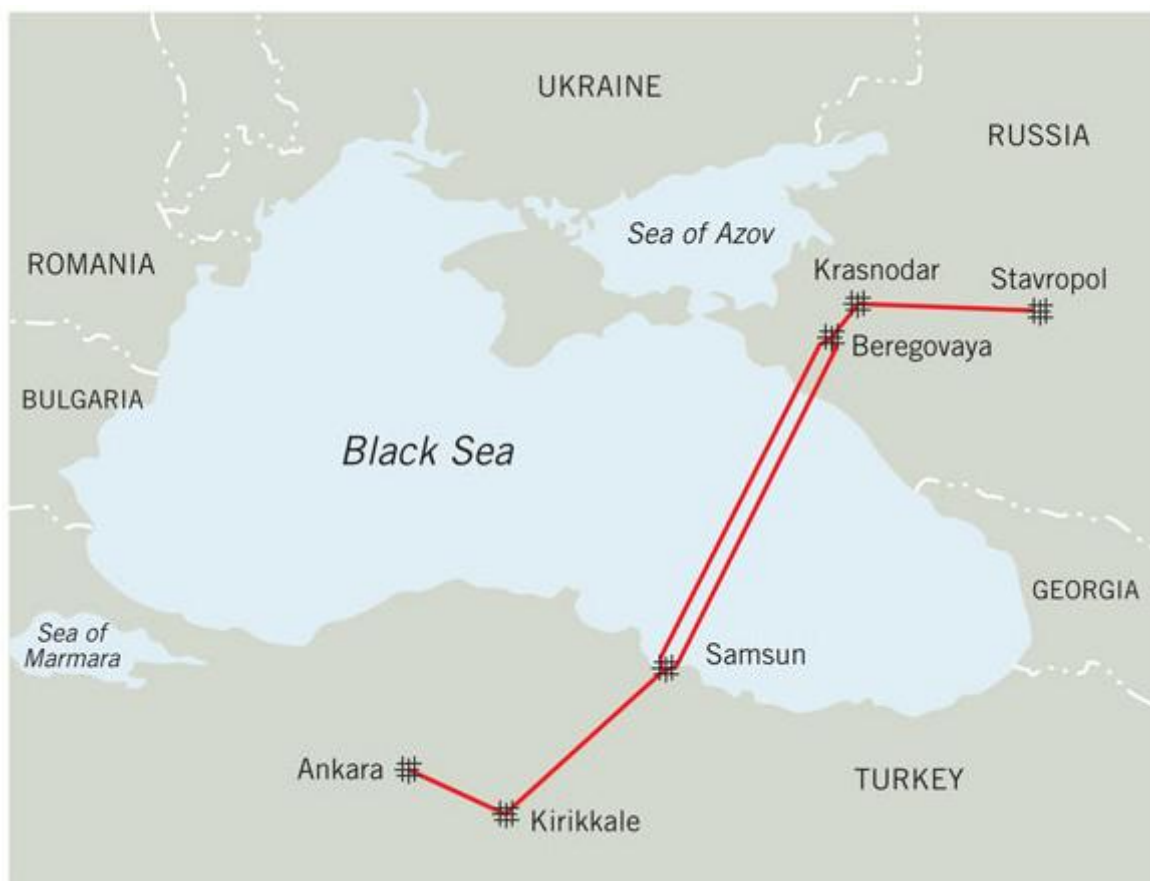 UKRAINE
RUSSIA
Sea of Azov
ROMANIA
Krasnodar
Stavropol
Beregovaya
BULGARIA
Black Sea
GEORGIA
Sea of
Marmara
Samsun
Ankara
TURKEY
Kirikkale